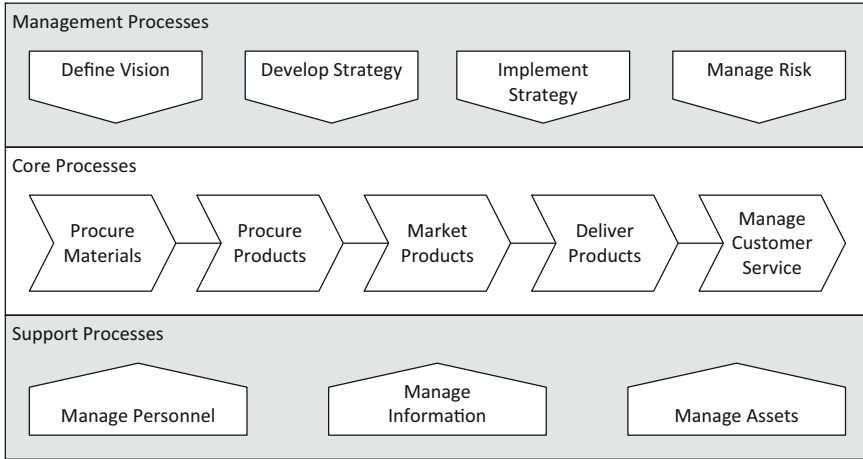 Management Processes
Define Vision
Develop Strategy
Implement
Strategy
Manage Risk
Core Processes
Procure
Materials
Procure
Products
Market
Products
Deliver
Products
Manage
Customer
Service
Support Processes
Manage Personnel
Manage
Information
Manage Assets